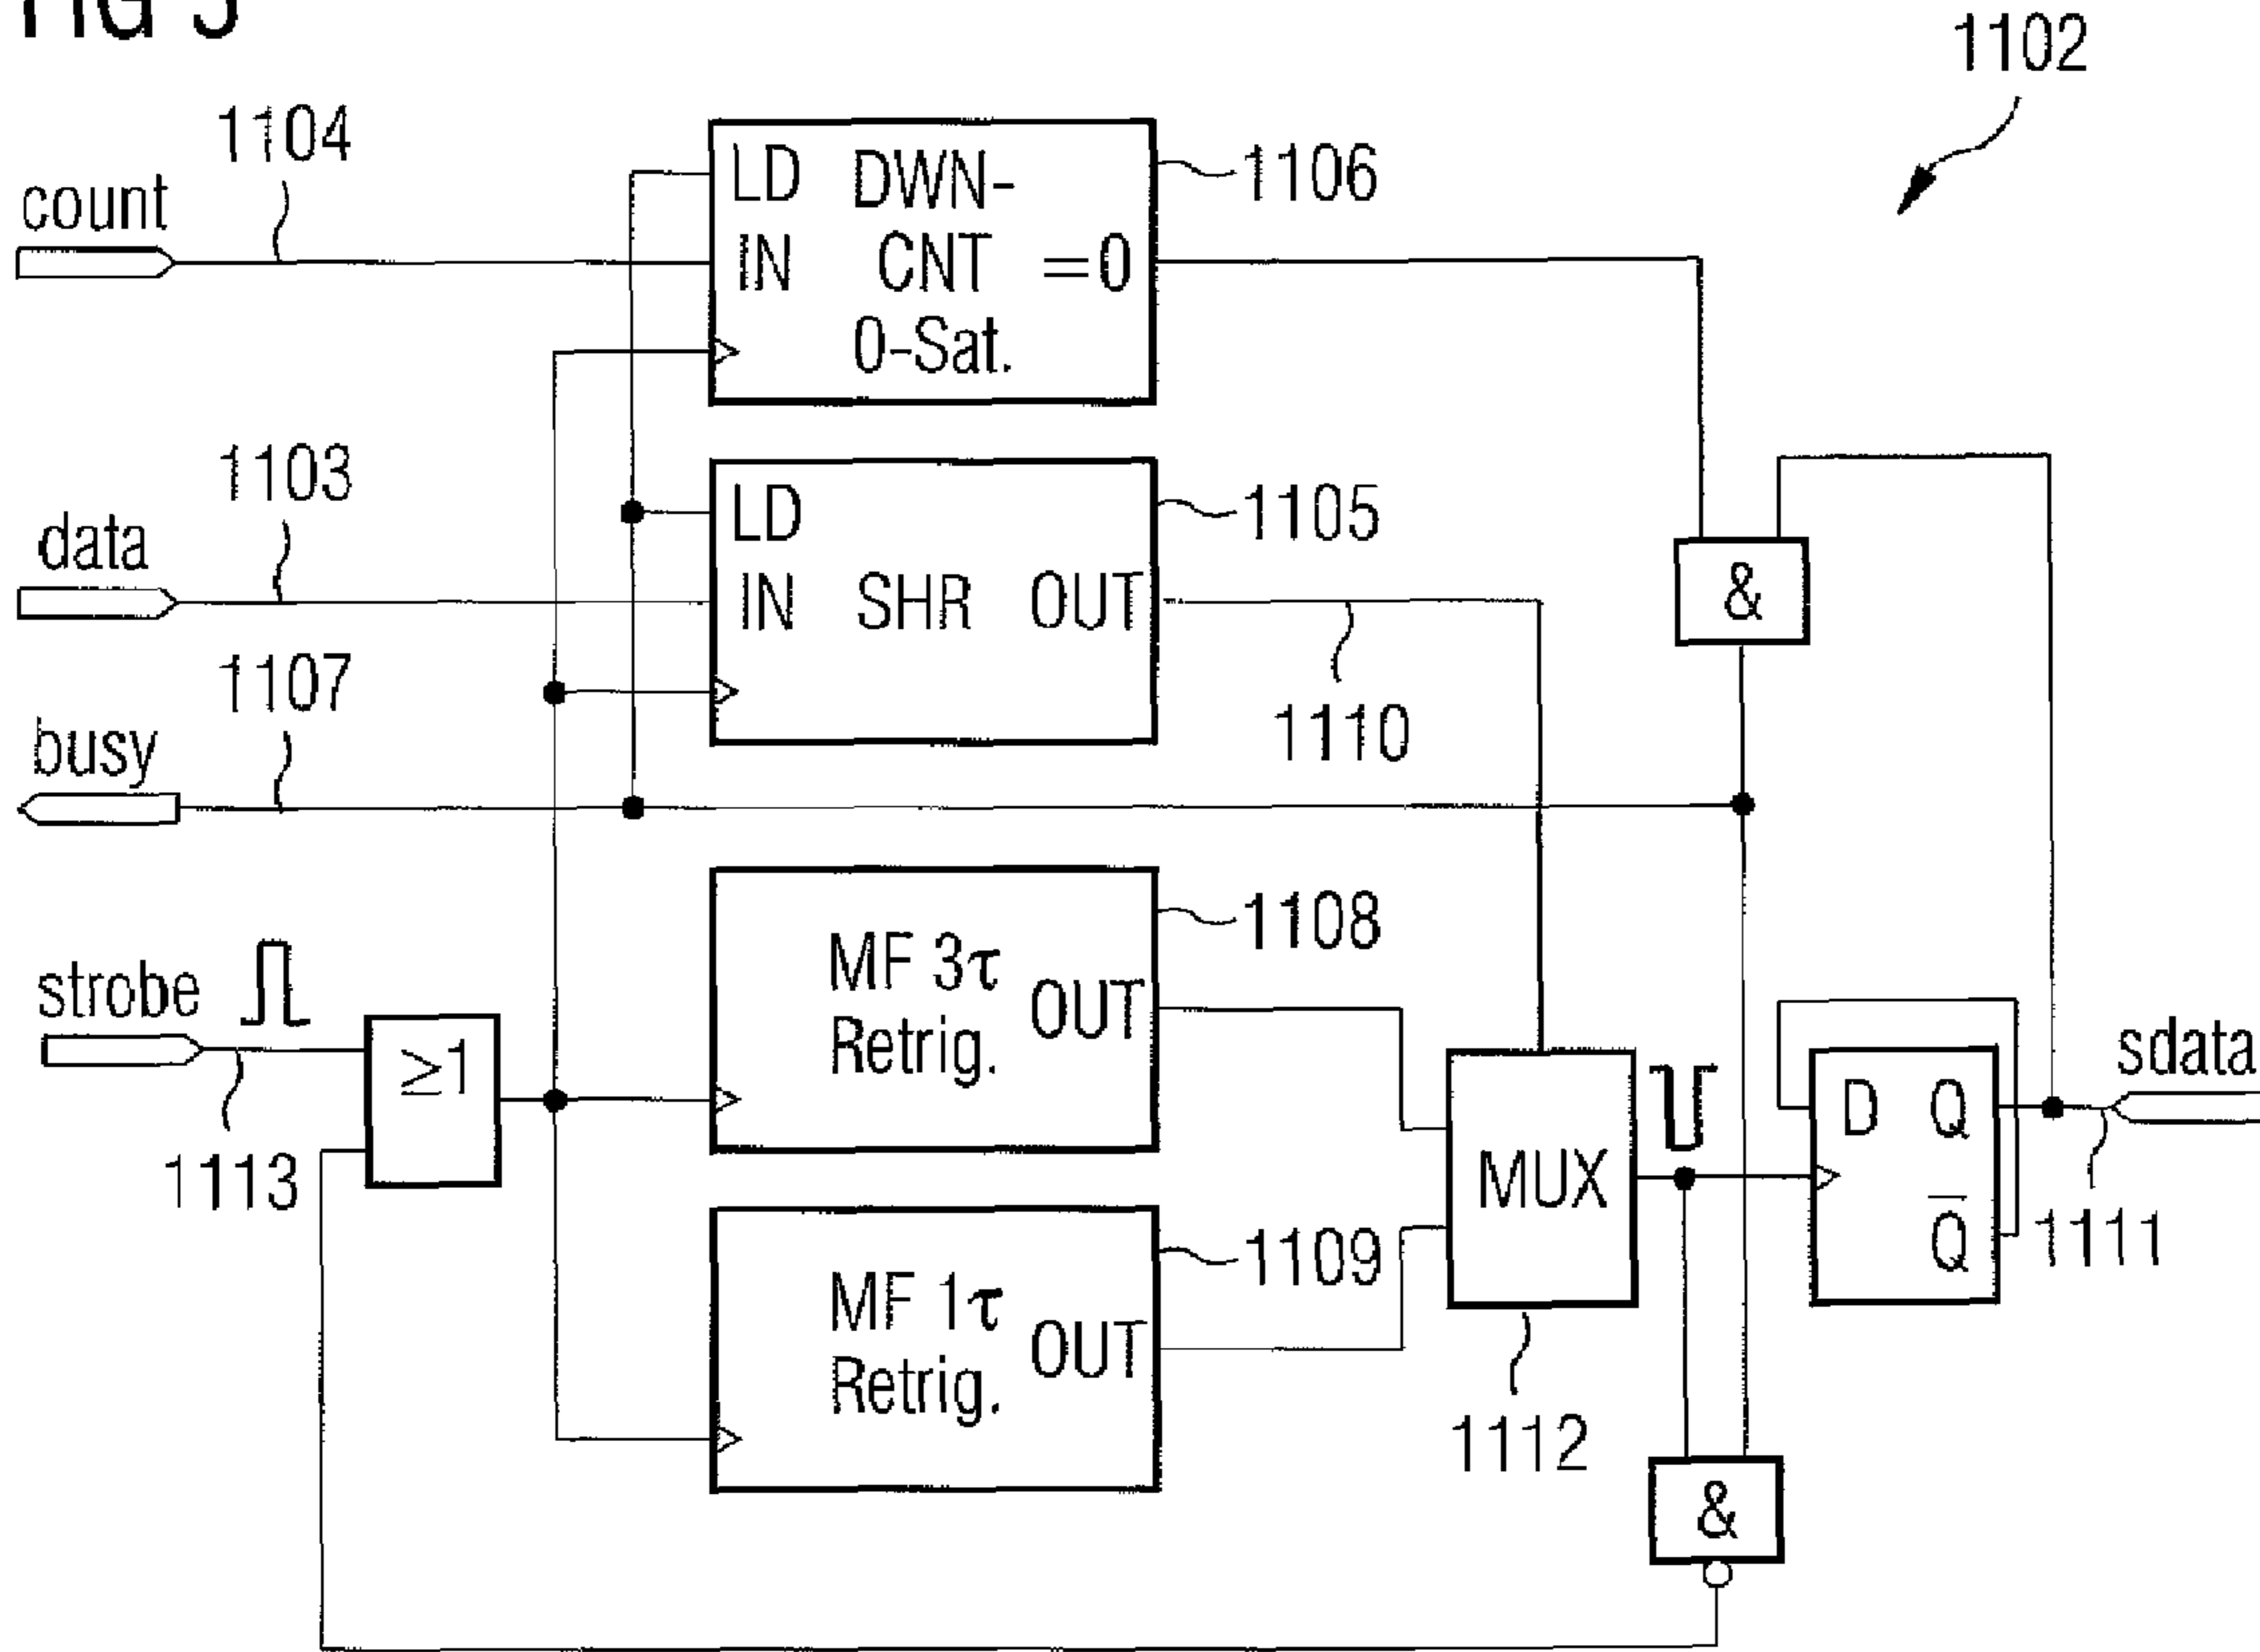 FIG 5
1102
1104
count
LD DWN-
IN CNT =0
0-Sat.
1106
1103
data
LD
IN SHR OUT
1105
&
1107
busy
1110
MF 3τ
Retrig.
OUT
1108
strobe
≥1
1113
MUX
D Q
Q̅
sdata
1111
MF 1τ
Retrig.
OUT
1109
1112
&